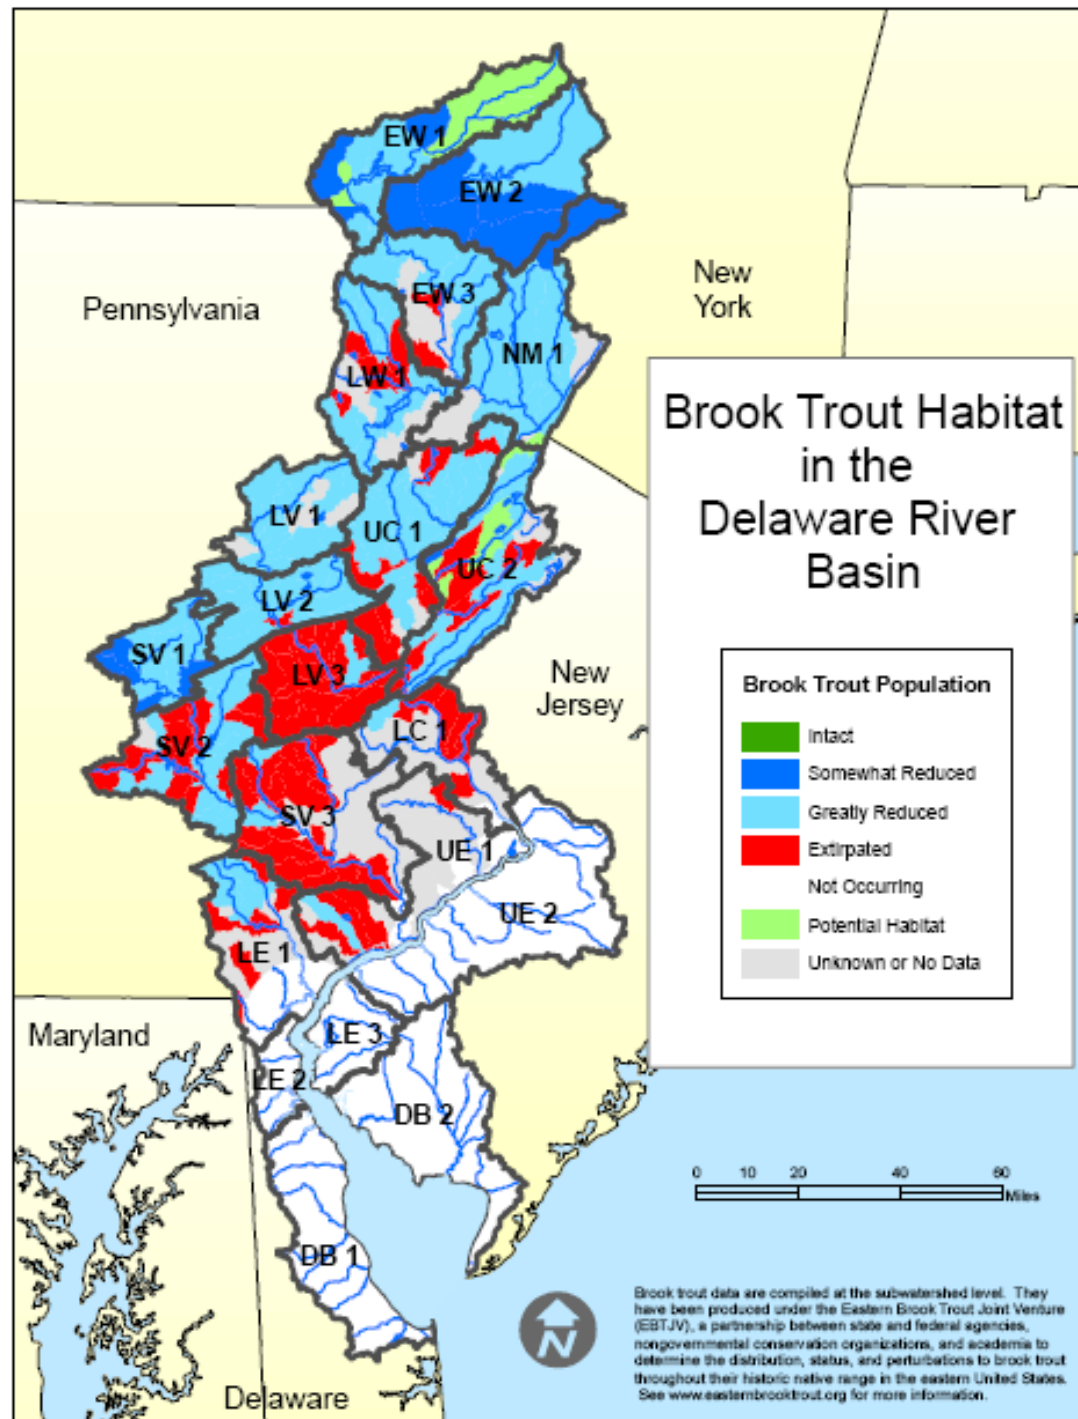 EW 1
EW 2
New
York
Pennsylvania
EW 3
NM 1
LW 1
Brook Trout Habitat
in the
Delaware River
Basin
LV 1
UC 1
UC 2
LV 2
SV 1
LV 3
New
Jersey
LC 1
SV 2
SV 3
UE 1
UE 2
LE 1
Brook Trout Population
Intact
Somewhat Reduced
Greatly Reduced
Extirpated
Not Occurring
Potential Habitat
Unknown or No Data
Maryland
LE 3
LE 2
DB 2
DB 1
0 20 40 60
Miles
N
Delaware
Brook trout data are compiled at the subwatershed level. They
have been produced under the Eastern Brook Trout Joint Venture
(EBTJV), a partnership between state and federal agencies,
nongovernmental conservation organizations, and academia to
determine the distribution, status, and perturbations to brook trout
throughout their historic native range in the eastern United States.
See www.easternbrooktrout.org for more information.